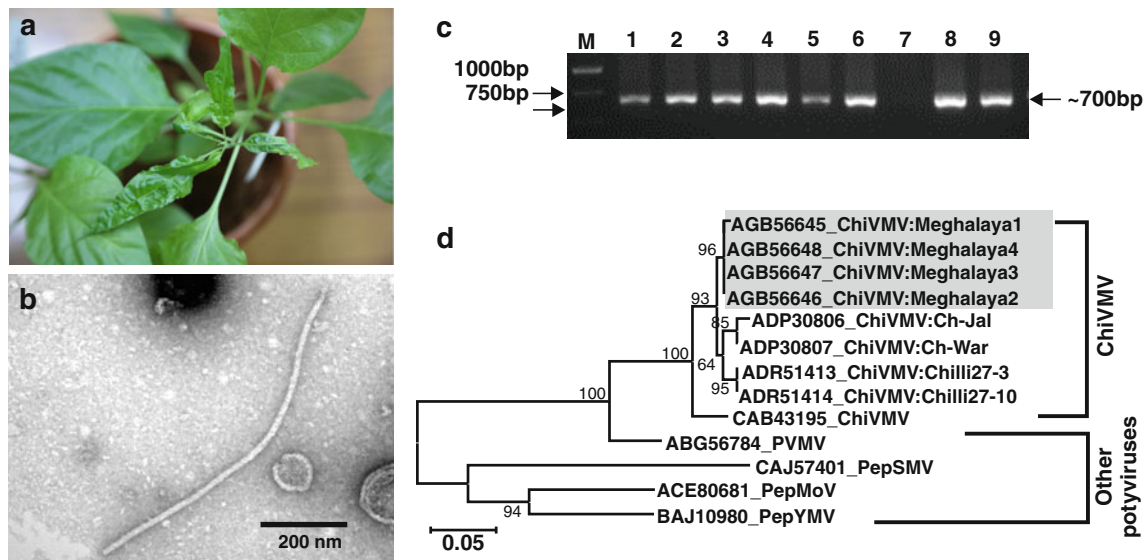 a
b
200 nm
c
M 1 2 3 4 5 6 7 8 9
1000bp
750bp
~700bp
d
AGB56645_ChiVMV:Meghalaya1
96
AGB56648_ChiVMV:Meghalaya4
AGB56647_ChiVMV:Meghalaya3
93
AGB56646_ChiVMV:Meghalaya2
85
ADP30806_ChiVMV:Ch-Jal
100
ADP30807_ChiVMV:Ch-War
64
ADR51413_ChiVMV:Chilli27-3
95
ADR51414_ChiVMV:Chilli27-10
100
CAB43195_ChiVMV
ABG56784_PVMV
CAJ57401_PepSMV
ACE80681_PepMoV
94
BAJ10980_PepYMV
0.05
ChiVMV
Other
potyviruses